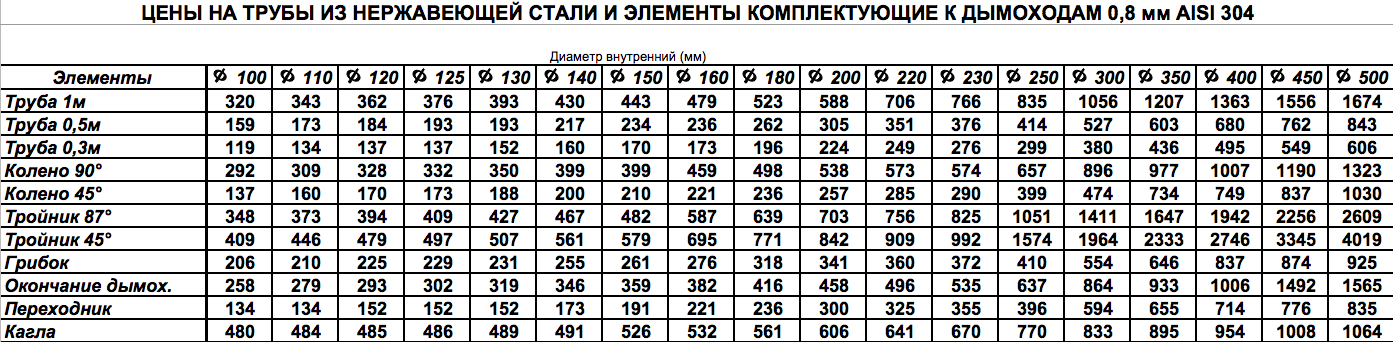 ЦЕНЫ НА ТРУБЫ ИЗ НЕРЖАВЕЮЩЕЙ СТАЛИ И ЭЛЕМЕНТЫ КОМПЛЕКТУЮЩИЕ К ДЫМОХОДАМ 0,8 мм AISI 304
Диаметр внутренний (мм)
Элементы Ø 100 Ø 110 Ø 120 Ø 125 Ø 130 Ø 140 Ø 150 Ø 160 Ø 180 Ø 200 Ø 220 Ø 230 Ø 250 Ø 300 Ø 350 Ø 400 Ø 450 Ø 500
Труба 1м 320 343 362 376 393 430 443 479 523 588 706 766 835 1056 1207 1363 1556 1674
Труба 0,5м 159 173 184 193 193 217 234 236 262 305 351 376 414 527 603 680 762 843
Труба 0,3м 119 134 137 137 152 160 170 173 196 224 249 276 299 380 436 495 549 606
Колено 90° 292 309 328 332 350 399 399 459 498 538 573 574 657 896 977 1007 1190 1323
Колено 45° 137 160 170 173 188 200 210 221 236 257 285 290 399 474 734 749 837 1030
Тройник 87° 348 373 394 409 427 467 482 587 639 703 756 825 1051 1411 1647 1942 2256 2609
Тройник 45° 409 446 479 497 507 561 579 695 771 842 909 992 1574 1964 2333 2746 3345 4019
Грибок 206 210 225 229 231 255 261 276 318 341 360 372 410 554 646 837 874 925
Окончание дымох. 258 279 293 302 319 346 359 382 416 458 496 535 637 864 933 1006 1492 1565
Переходник 134 134 152 152 152 173 191 221 236 300 325 355 396 594 655 714 776 835
Кагла 480 484 485 486 489 491 526 532 561 606 641 670 770 833 895 954 1008 1064